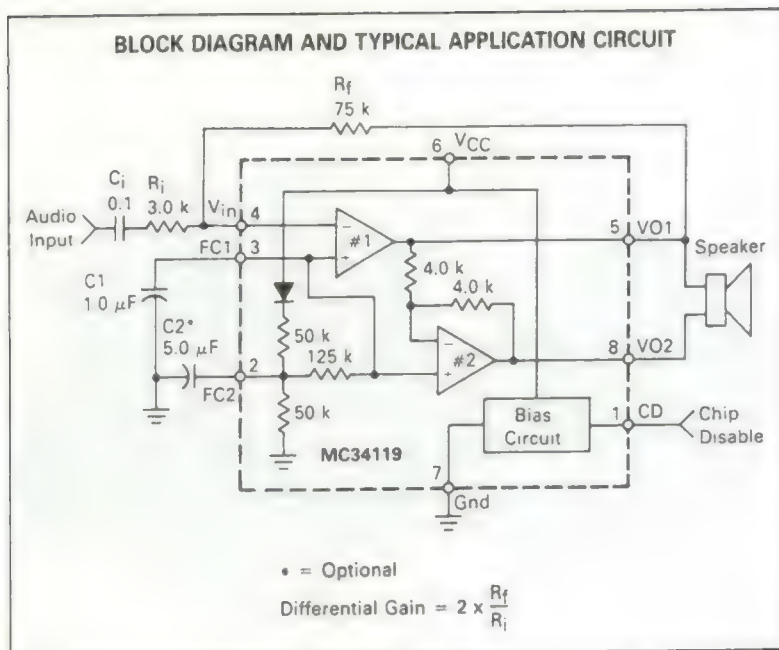 BLOCK DIAGRAM AND TYPICAL APPLICATION CIRCUIT
Rf
75 k
6 VCC
Ci
0.1
Ri
3.0 k
Vin
4
Audio
Input
#1
5 VO1
Speaker
FC1
3
4.0 k
4.0 k
C1
1.0 μF
C2*
5.0 μF
50 k
125 k
#2
2
FC2
8 VO2
50 k
Bias
Circuit
1 CD
Chip
Disable
MC34119
7
Gnd
• = Optional
Differential Gain = 2 x Rf
Ri